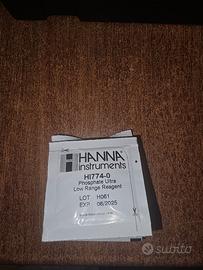 HANNA
instruments
HI774-0
Phosphate Ultra
Low Range Reagent
LOT H061
EXP. 06/2025
subito